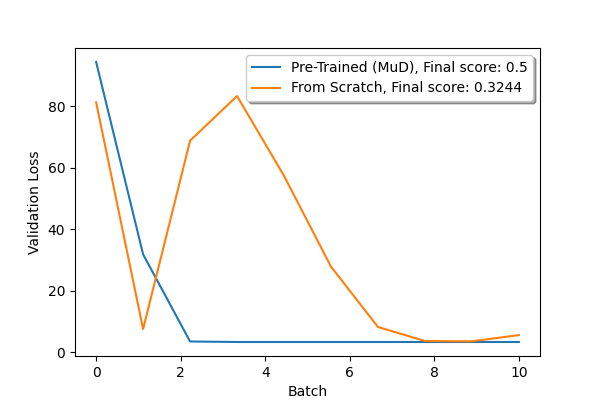 Pre-Trained (MuD), Final score: 0.5
From Scratch, Final score: 0.3244
Validation Loss
80
60
40
20
0
0 2 4 6 8 10
Batch